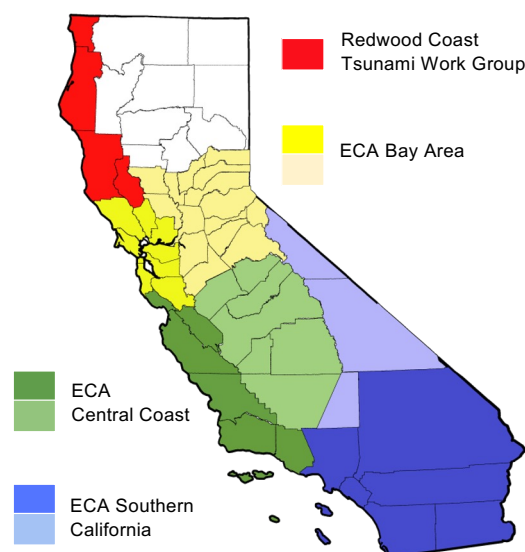 Redwood Coast
Tsunami Work Group
ECA Bay Area
ECA
Central Coast
ECA Southern
California